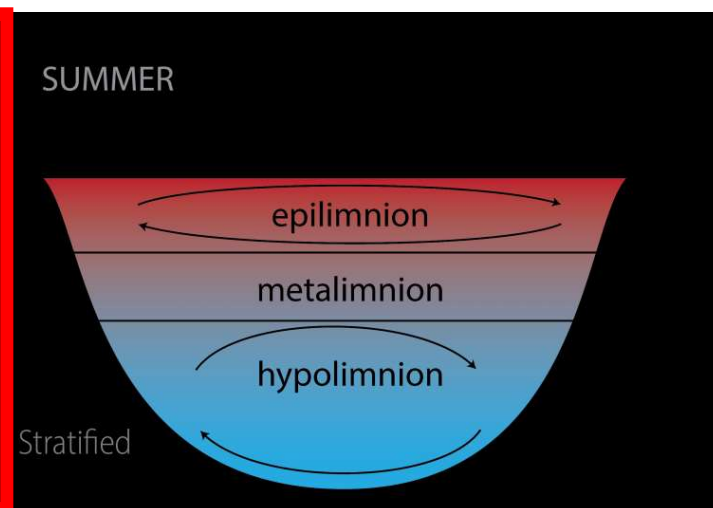 SUMMER
epilimnion
metalimnion
hypolimnion
Stratified